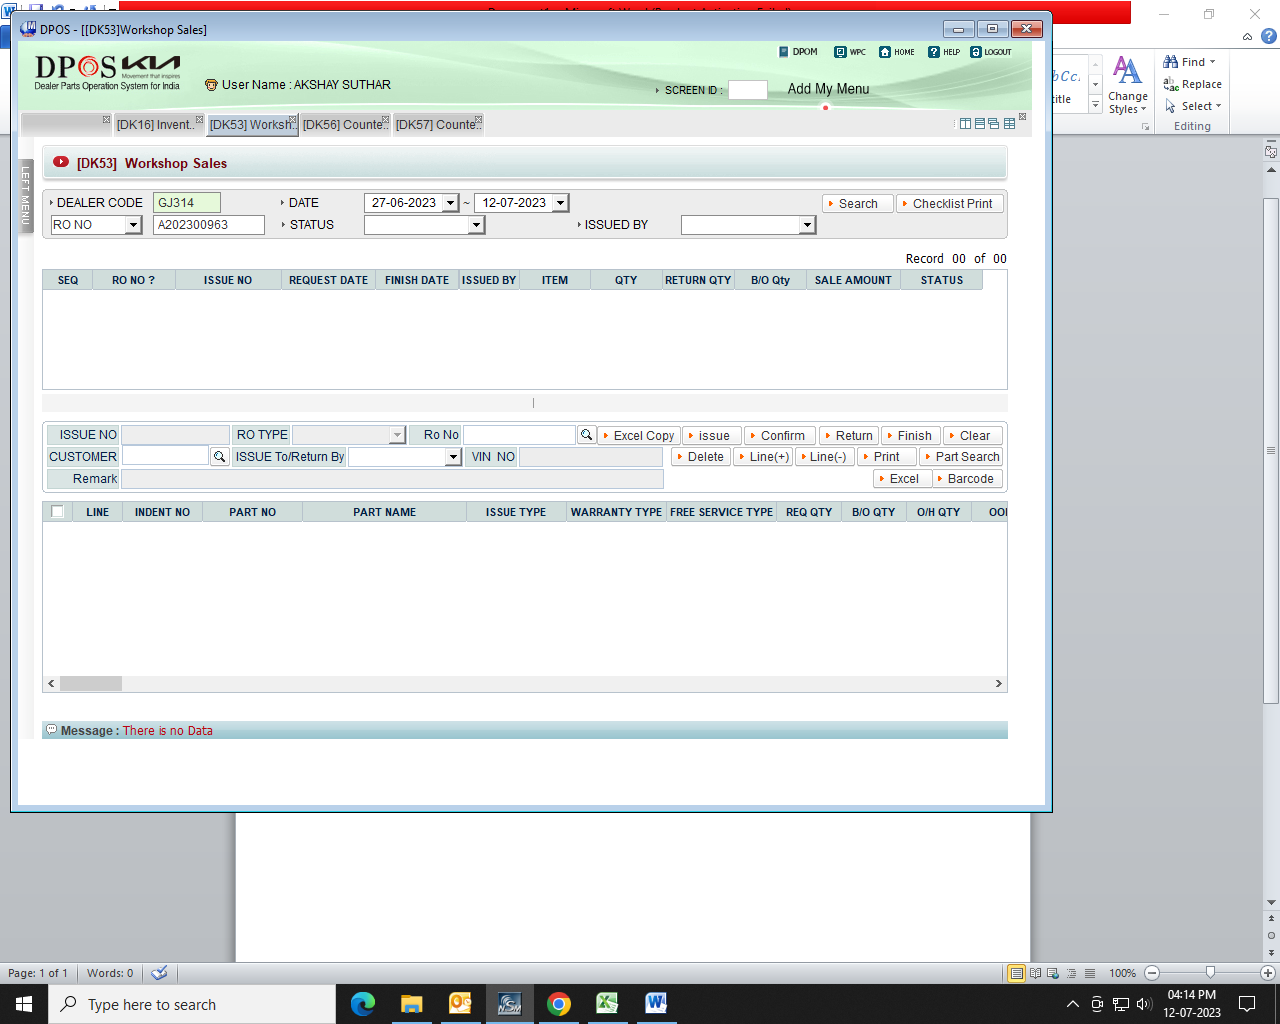 DPOS - [[DK53]Workshop Sales]
DPOS KIA
Movement that inspires
Dealer Parts Operation System for India
User Name : AKSHAY SUTHAR
DPOM WPC HOME HELP LOGOUT
SCREEN ID :
Add My Menu
[DK16] Invent.. [DK53] Worksh.. [DK56] Counte.. [DK57] Counte..
LEFT MENU
[DK53] Workshop Sales
DEALER CODE GJ314 DATE 27-06-2023 ~ 12-07-2023 Search Checklist Print
RO NO A202300963 STATUS ISSUED BY
Record 00 of 00
SEQ RO NO ? ISSUE NO REQUEST DATE FINISH DATE ISSUED BY ITEM QTY RETURN QTY B/O Qty SALE AMOUNT STATUS
ISSUE NO RO TYPE Ro No Excel Copy issue Confirm Return Finish Clear
CUSTOMER ISSUE To/Return By VIN NO Delete Line(+) Line(-) Print Part Search
Remark Excel Barcode
LINE INDENT NO PART NO PART NAME ISSUE TYPE WARRANTY TYPE FREE SERVICE TYPE REQ QTY B/O QTY O/H QTY
Message : There is no Data
Find
Replace
Select
Change
Styles
Editing
Page: 1 of 1 Words: 0 100%
Type here to search
04:14 PM
12-07-2023